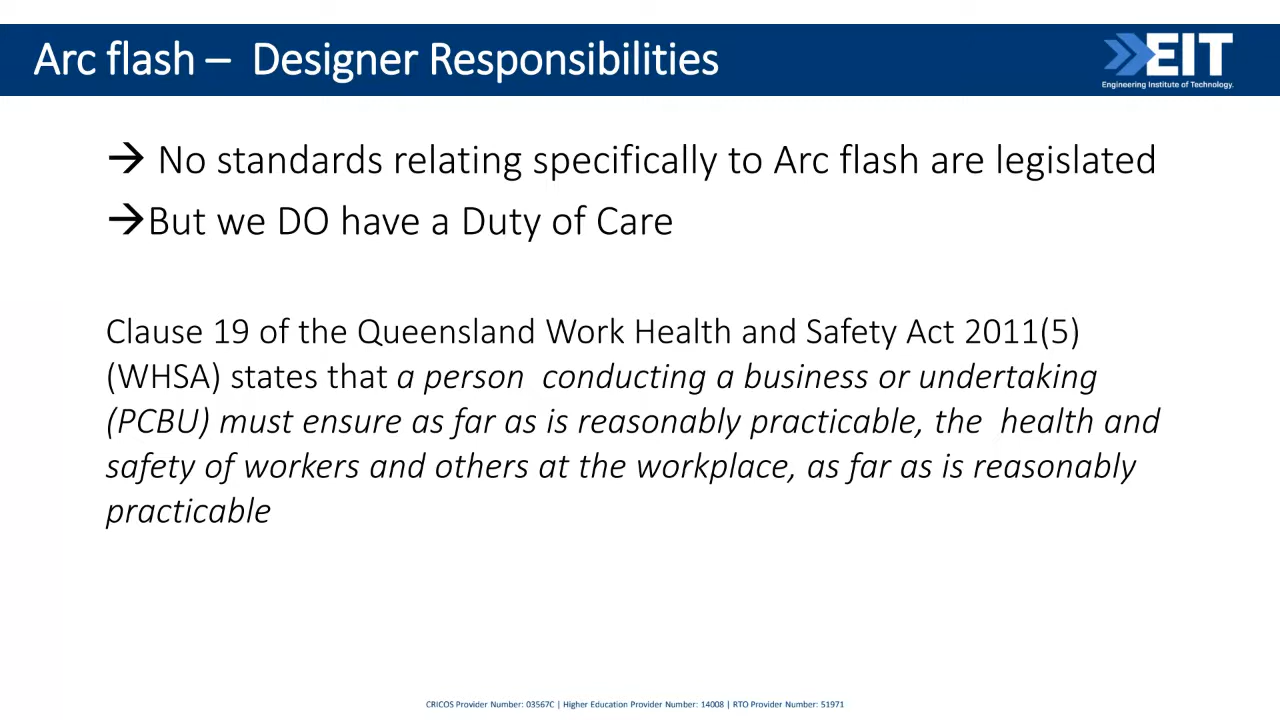 Arc flash – Designer Responsibilities
EIT
Engineering Institute of Technology.
→ No standards relating specifically to Arc flash are legislated
→But we DO have a Duty of Care
Clause 19 of the Queensland Work Health and Safety Act 2011(5)
(WHSA) states that a person conducting a business or undertaking
(PCBU) must ensure as far as is reasonably practicable, the health and
safety of workers and others at the workplace, as far as is reasonably
practicable
CRICOS Provider Number: 03567C | Higher Education Provider Number: 14008 | RTO Provider Number: 51971